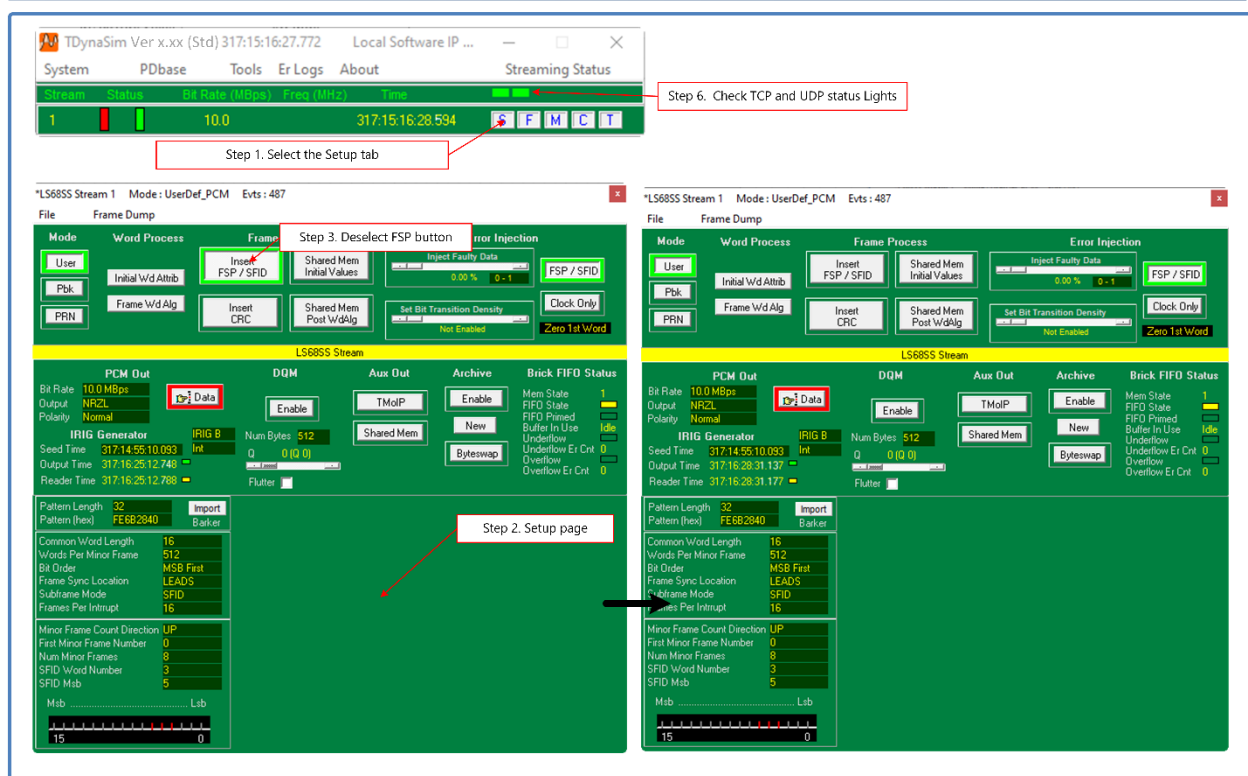 TDynaSim Ver x.xx (Std) 317:15:16:27.772 Local Software IP ...
System PDbase Tools Er Logs About Streaming Status
Stream Status Bit Rate (MBps) Freq (MHz) Time
1 10.0 317:15:16:28.594 S F M C T
Step 6. Check TCP and UDP status Lights
Step 1. Select the Setup tab
*LS68SS Stream 1 Mode : UserDef_PCM Evts : 487
File Frame Dump
Step 3. Deselect FSP button
Mode Word Process Frame rror Injection
User
Pbk
PRN
Initial Wd Attrib
Frame Wd Alg
Insert
FSP / SFID
Shared Mem
Initial Values
Insert
CRC
Shared Mem
Post WdAlg
Inject Faulty Data
0.00 % 0 - 1
Set Bit Transition Density
Not Enabled
FSP / SFID
Clock Only
Zero 1st Word
LS68SS Stream
PCM Out
Bit Rate 10.0 MBps
Output NRZL
Polarity Normal
Data
IRIG Generator IRIG B
Seed Time 317:14:55:10.093 Int
Output Time 317:16:25:12.748
Reader Time 317:16:25:12.788
DQM
Enable
Num Bytes 512
Q 0 (Q 0)
Flutter
Aux Out
TMoIP
Shared Mem
Archive
Enable
New
Byteswap
Brick FIFO Status
Mem State 1
FIFO State
FIFO Primed
Buffer In Use Idle
Underflow
Underflow Er Cnt 0
Overflow
Overflow Er Cnt 0
Pattern Length 32 Import
Pattern (hex) FE6B2840 Barker
Step 2. Setup page
Common Word Length 16
Words Per Minor Frame 512
Bit Order MSB First
Frame Sync Location LEADS
Subframe Mode SFID
Frames Per Intrrupt 16
Minor Frame Count Direction UP
First Minor Frame Number 0
Num Minor Frames 8
SFID Word Number 3
SFID Msb 5
Msb ............................................ Lsb
15 0
*LS68SS Stream 1 Mode : UserDef_PCM Evts : 487
File Frame Dump
Mode Word Process Frame Process Error Injection
User
Pbk
PRN
Initial Wd Attrib
Frame Wd Alg
Insert
FSP / SFID
Shared Mem
Initial Values
Insert
CRC
Shared Mem
Post WdAlg
Inject Faulty Data
0.00 % 0 - 1
Set Bit Transition Density
Not Enabled
FSP / SFID
Clock Only
Zero 1st Word
LS68SS Stream
PCM Out
Bit Rate 10.0 MBps
Output NRZL
Polarity Normal
Data
IRIG Generator IRIG B
Seed Time 317:14:55:10.093 Int
Output Time 317:16:28:31.137
Reader Time 317:16:28:31.177
DQM
Enable
Num Bytes 512
Q 0 (Q 0)
Flutter
Aux Out
TMoIP
Shared Mem
Archive
Enable
New
Byteswap
Brick FIFO Status
Mem State 1
FIFO State
FIFO Primed
Buffer In Use Idle
Underflow
Underflow Er Cnt 0
Overflow
Overflow Er Cnt 0
Pattern Length 32 Import
Pattern (hex) FE6B2840 Barker
Common Word Length 16
Words Per Minor Frame 512
Bit Order MSB First
Frame Sync Location LEADS
Subframe Mode SFID
Frames Per Intrrupt 16
Minor Frame Count Direction UP
First Minor Frame Number 0
Num Minor Frames 8
SFID Word Number 3
SFID Msb 5
Msb ............................................ Lsb
15 0